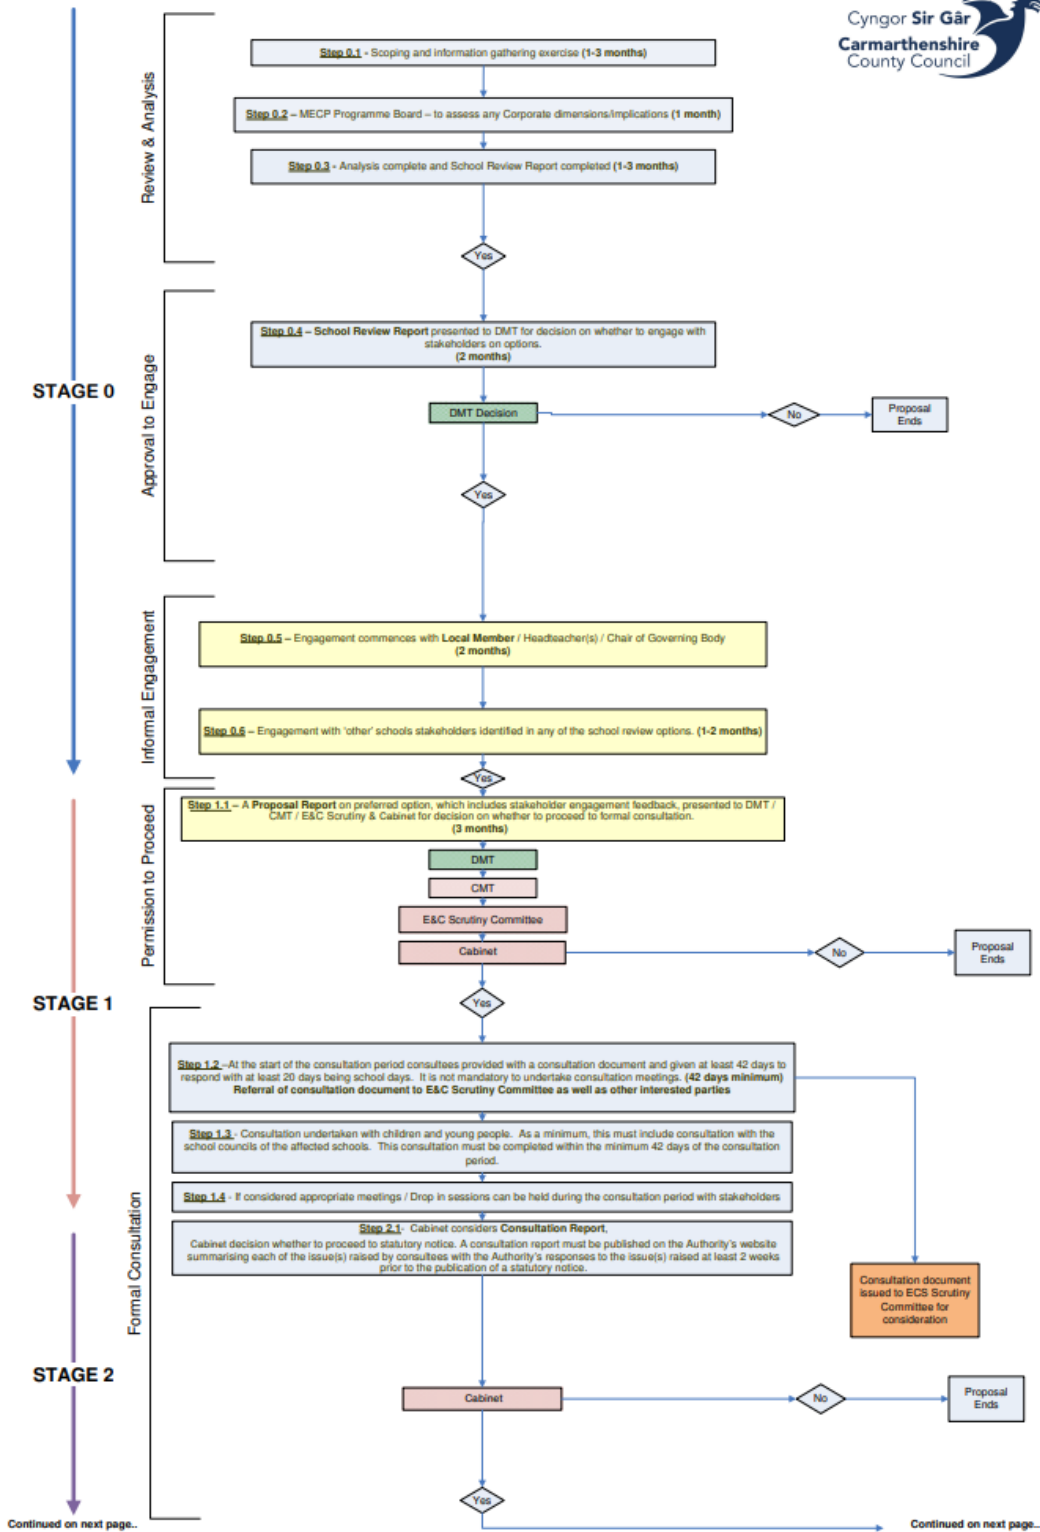 Cyngor Sir Gâr
Carmarthenshire
County Council
Review & Analysis
Step 0.1 - Scoping and information gathering exercise (1-3 months)
Step 0.2 – MECP Programme Board – to assess any Corporate dimensions/implications (1 month)
Step 0.3 - Analysis complete and School Review Report completed (1-3 months)
Yes
STAGE 0
Approval to Engage
Step 0.4 – School Review Report presented to DMT for decision on whether to engage with
stakeholders on options.
(2 months)
DMT Decision
No
Proposal
Ends
Yes
Informal Engagement
Step 0.5 – Engagement commences with Local Member / Headteacher(s) / Chair of Governing Body
(2 months)
Step 0.6 – Engagement with 'other' schools stakeholders identified in any of the school review options. (1-2 months)
Yes
Permission to Proceed
Step 1.1 – A Proposal Report on preferred option, which includes stakeholder engagement feedback, presented to DMT /
CMT / E&C Scrutiny & Cabinet for decision on whether to proceed to formal consultation.
(3 months)
DMT
CMT
E&C Scrutiny Committee
Cabinet
No
Proposal
Ends
STAGE 1
Yes
Formal Consultation
Step 1.2 –At the start of the consultation period consultees provided with a consultation document and given at least 42 days to
respond with at least 20 days being school days. It is not mandatory to undertake consultation meetings. (42 days minimum)
Referral of consultation document to E&C Scrutiny Committee as well as other interested parties
Step 1.3 - Consultation undertaken with children and young people. As a minimum, this must include consultation with the
school councils of the affected schools. This consultation must be completed within the minimum 42 days of the consultation
period.
Step 1.4 - If considered appropriate meetings / Drop in sessions can be held during the consultation period with stakeholders
Step 2.1- Cabinet considers Consultation Report,
Cabinet decision whether to proceed to statutory notice. A consultation report must be published on the Authority's website
summarising each of the issue(s) raised by consultees with the Authority's responses to the issue(s) raised at least 2 weeks
prior to the publication of a statutory notice.
Consultation document
issued to ECS Scrutiny
Committee for
consideration
STAGE 2
Cabinet
No
Proposal
Ends
Yes
Continued on next page..
Continued on next page...